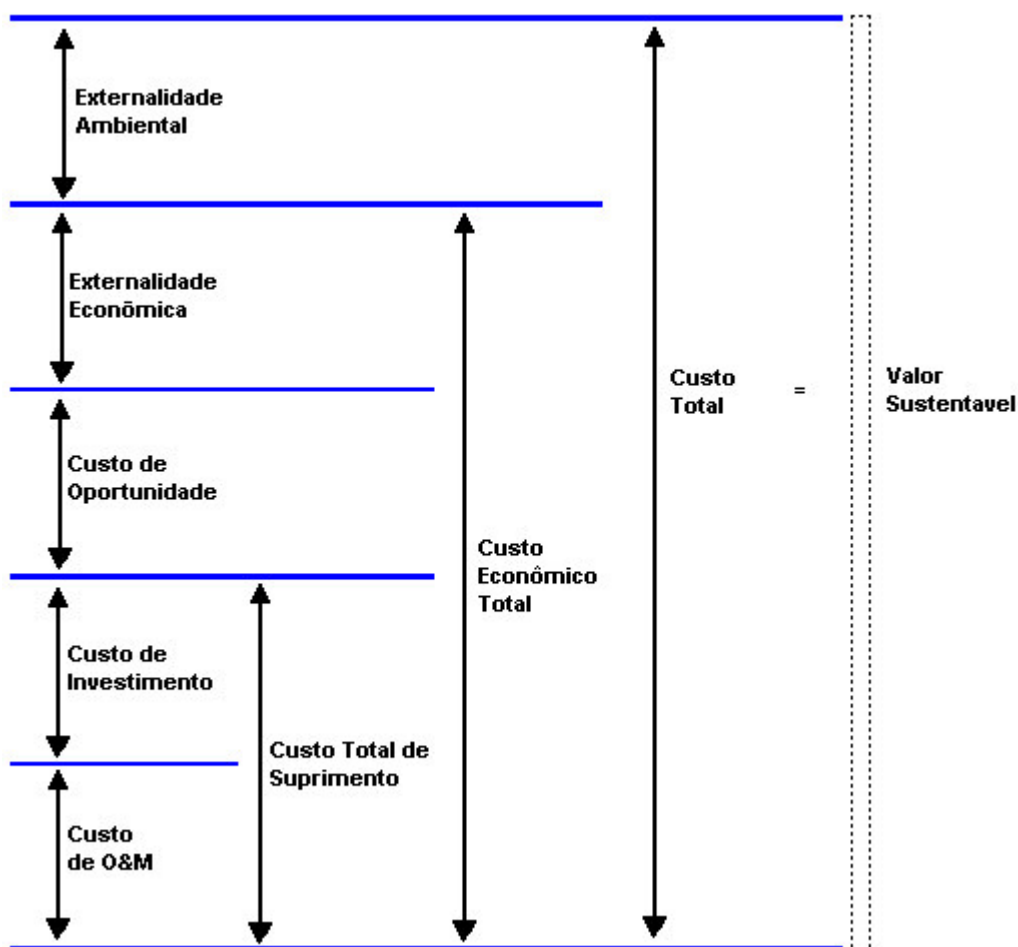 Externalidade
Ambiental
Externalidade
Econômica
Custo de
Oportunidade
Custo de
Investimento
Custo
de O&M
Custo Total de
Suprimento
Custo
Econômico
Total
Custo
Total
=
Valor
Sustentavel